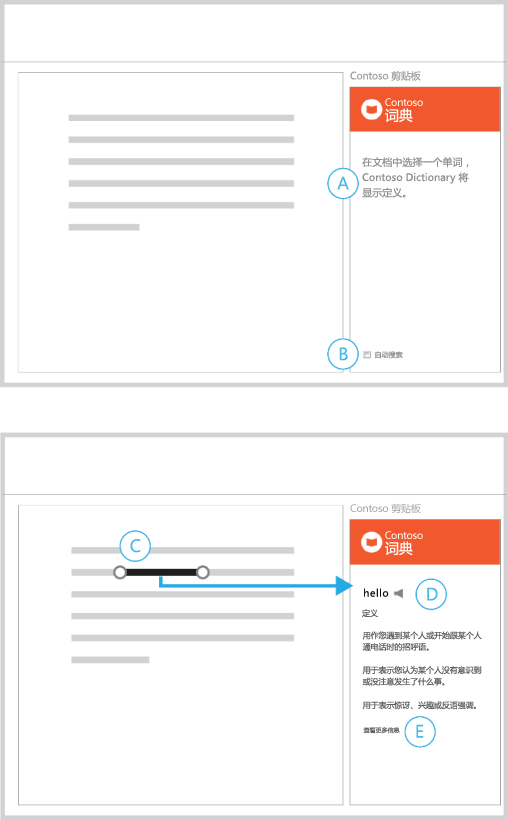 Contoso 剪贴板
Contoso
词典
在文档中选择一个单词，
Contoso Dictionary 将
显示定义。
A
B
自动搜索
Contoso 剪贴板
Contoso
词典
C
hello
D
定义
用作您遇到某个人或开始跟某个人
通电话时的招呼语。
用于表示您认为某个人没有意识到
或没注意发生了什么事。
用于表示惊讶、兴趣或反语强调。
查看更多信息
E